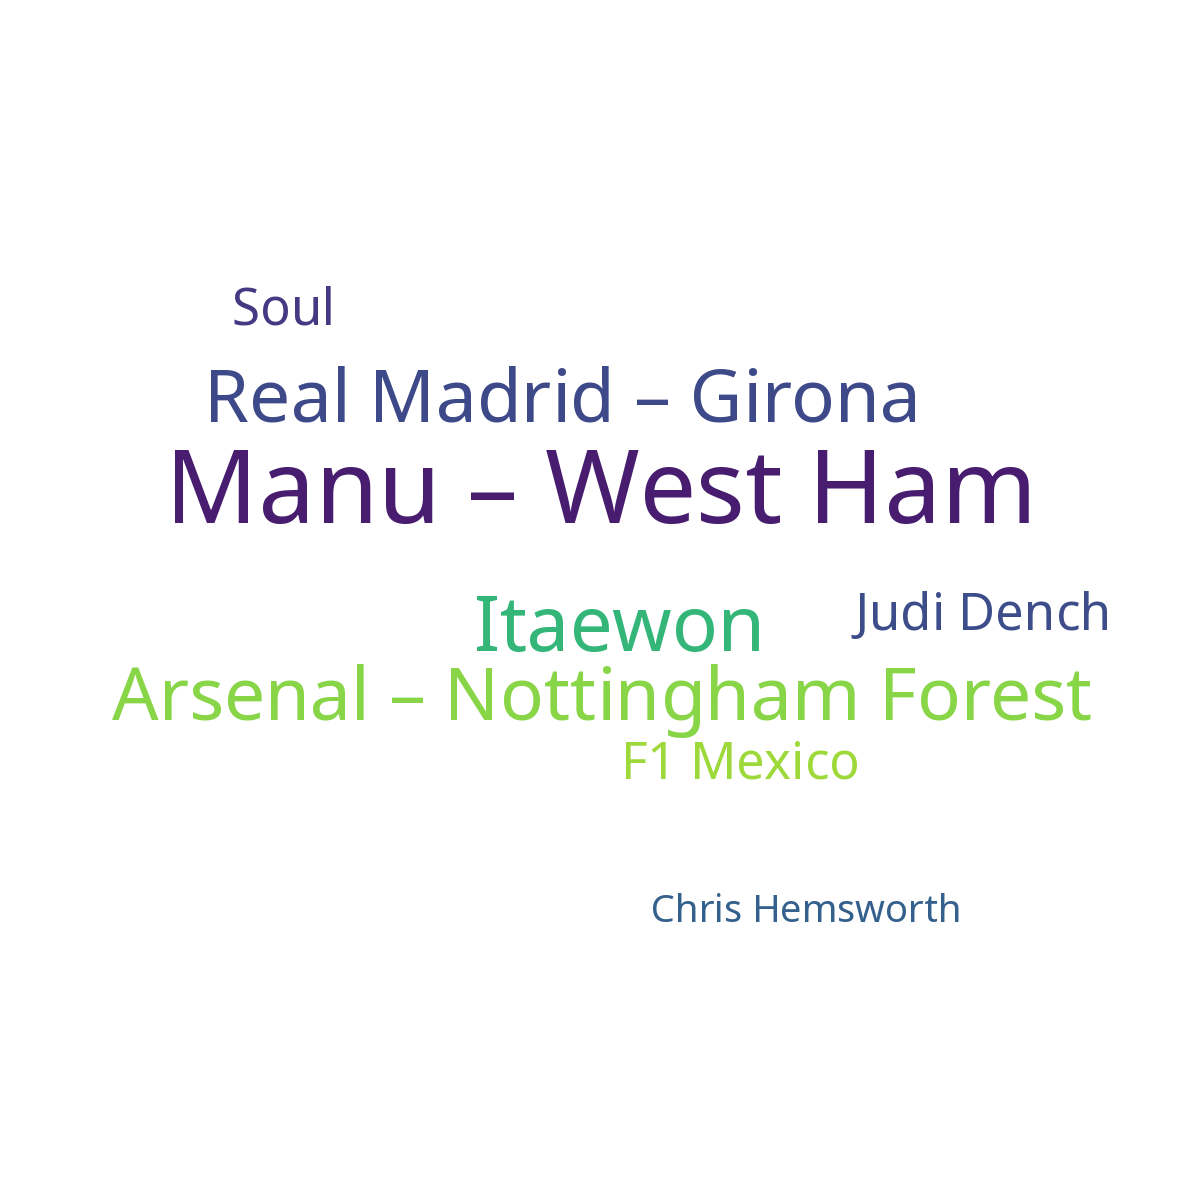 Soul
Real Madrid – Girona
Manu – West Ham
Itaewon
Judi Dench
Arsenal – Nottingham Forest
F1 Mexico
Chris Hemsworth